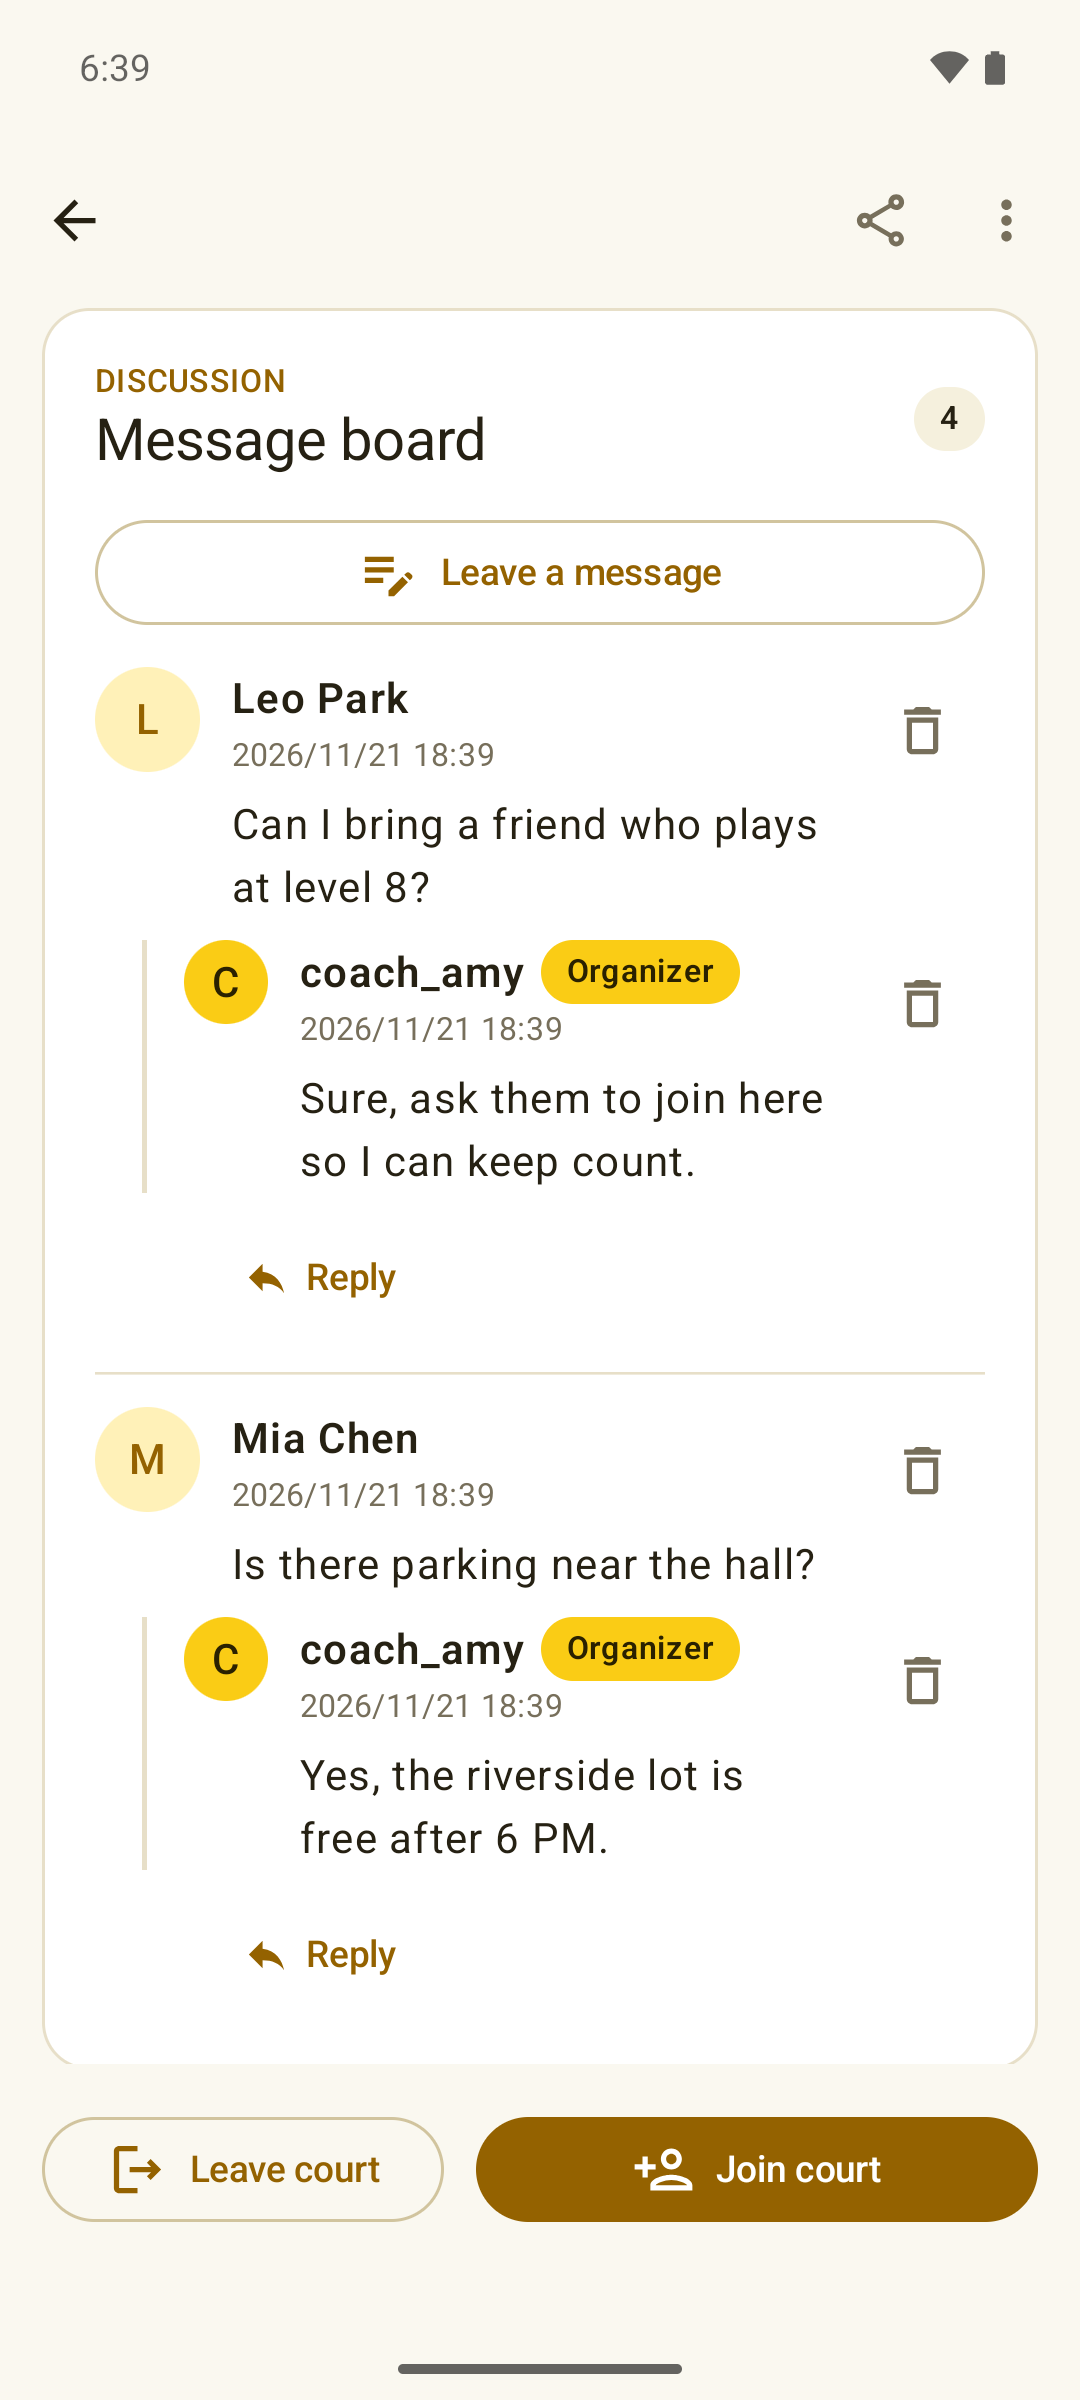 6:39
DISCUSSION
Message board
4
Leave a message
L
Leo Park
2026/11/21 18:39
Can I bring a friend who plays
at level 8?
C
coach_amy
Organizer
2026/11/21 18:39
Sure, ask them to join here
so I can keep count.
Reply
M
Mia Chen
2026/11/21 18:39
Is there parking near the hall?
C
coach_amy
Organizer
2026/11/21 18:39
Yes, the riverside lot is
free after 6 PM.
Reply
Leave court
Join court